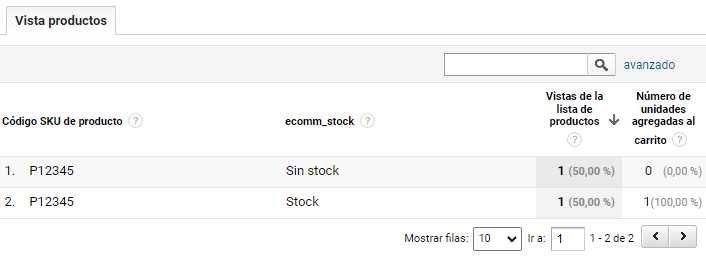 Vista productos
avanzado
Código SKU de producto ?
ecomm_stock ?
Vistas de la
lista de
productos
?
Número de
unidades
agregadas al
carrito ?
1. P12345 Sin stock 1 (50,00 %) 0 (0,00 %)
2. P12345 Stock 1 (50,00 %) 1(100,00 %)
Mostrar filas: 10 Ir a: 1 1 - 2 de 2